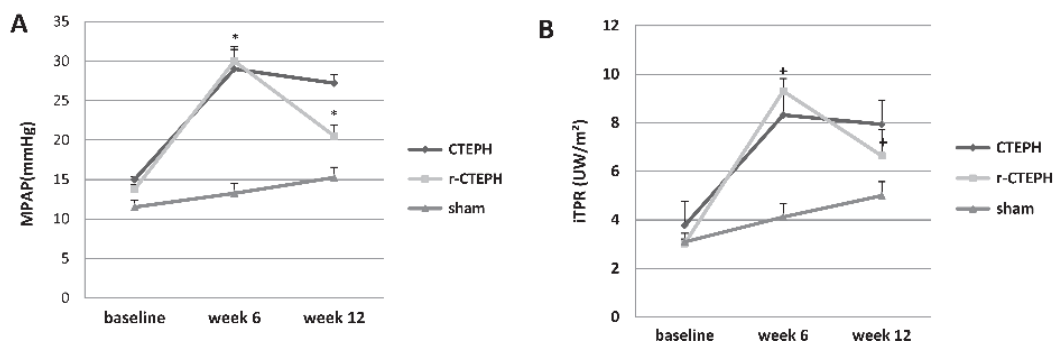 A
MPAP(mmHg)
35
30
25
20
15
10
5
0
*
*
baseline week 6 week 12
CTEPH
r-CTEPH
sham
B
iTPR (UW/m²)
12
10
8
6
4
2
0
+
+
baseline week 6 week 12
CTEPH
r-CTEPH
sham